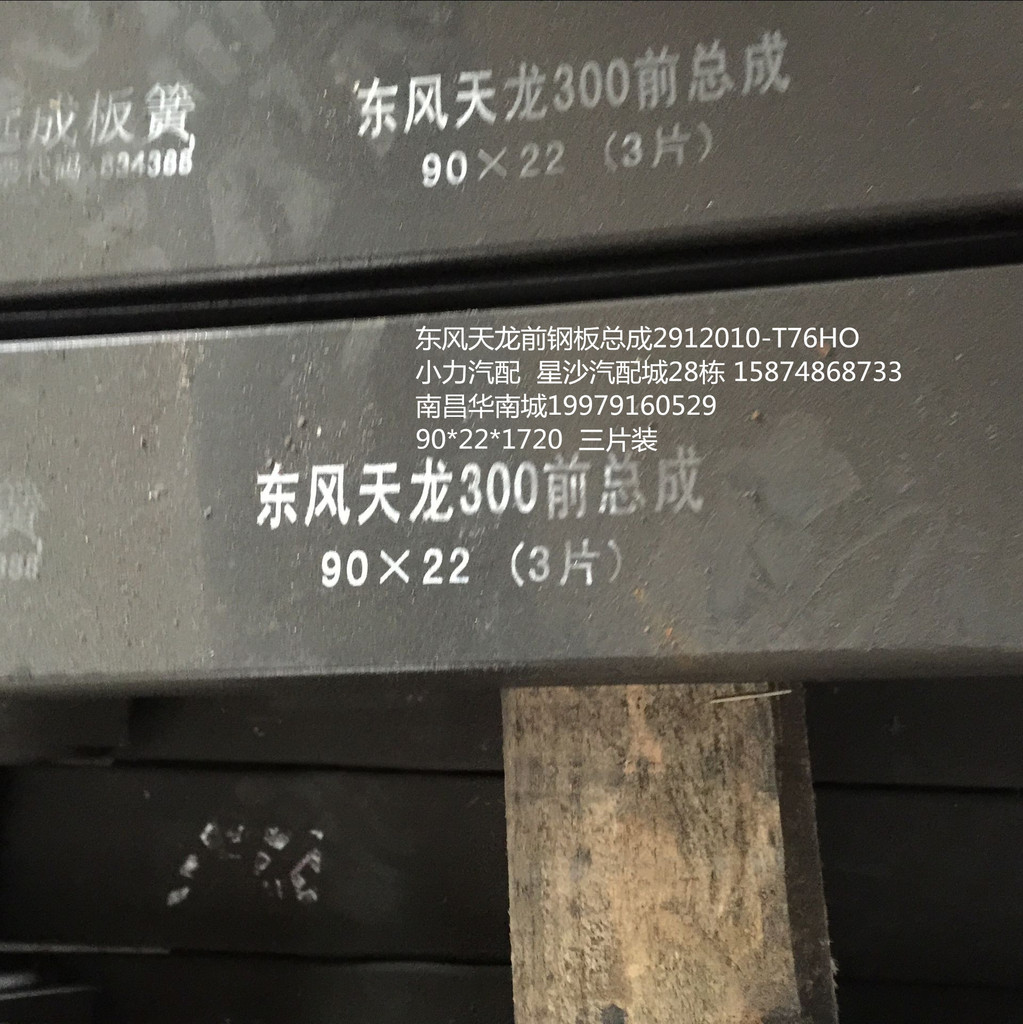 远成板簧
东风天龙300前总成
834388
90×22 (3片)
东风天龙前钢板总成2912010-T76HO
小力汽配 星沙汽配城28栋 15874868733
南昌华南城19979160529
90*22*1720 三片装
东风天龙300前总成
90×22 (3片)
簧
388